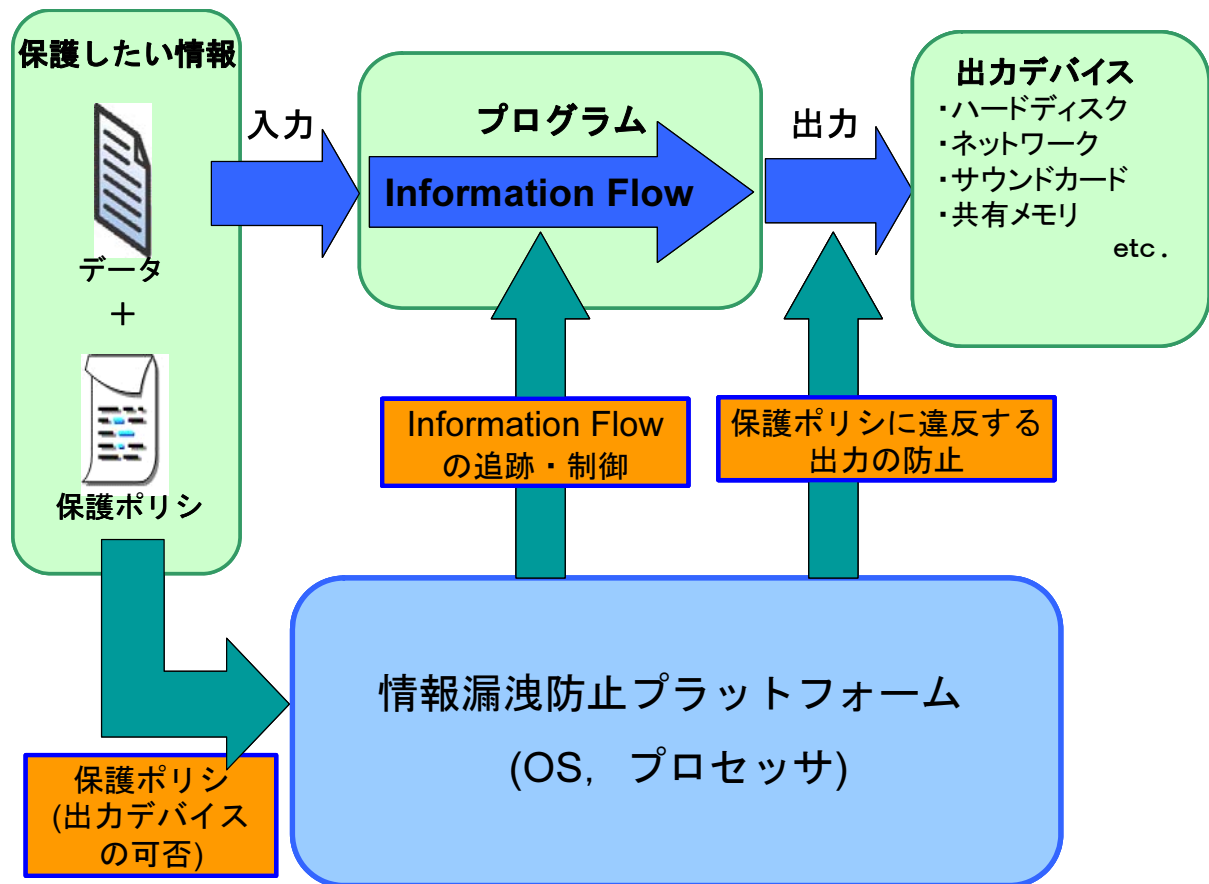 保護したい情報
データ
＋
保護ポリシ
入力
プログラム
Information Flow
出力
出力デバイス
・ハードディスク
・ネットワーク
・サウンドカード
・共有メモリ
etc．
Information Flow
の追跡・制御
保護ポリシに違反する
出力の防止
情報漏洩防止プラットフォーム
(OS, プロセッサ)
保護ポリシ
(出力デバイス
の可否)